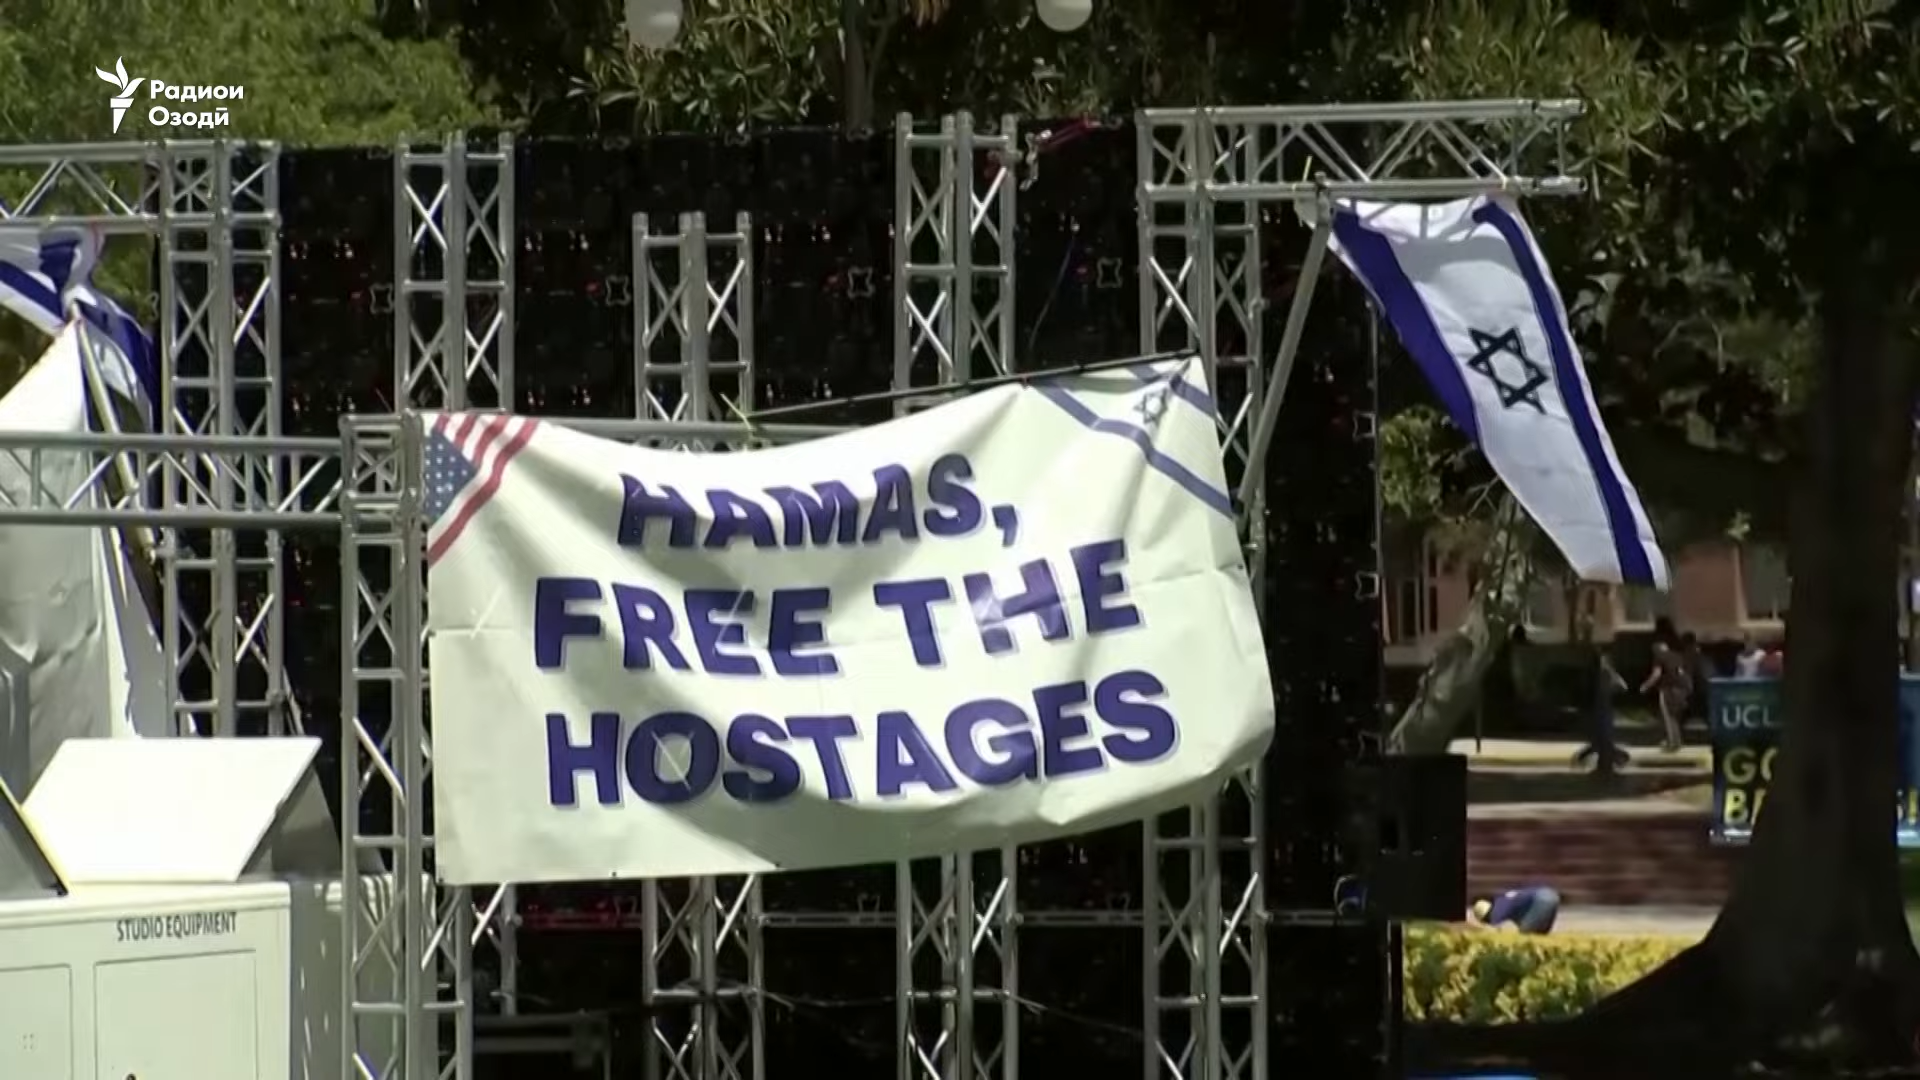 Радиои
Озодӣ
HAMAS,
FREE THE
HOSTAGES
STUDIO EQUIPMENT